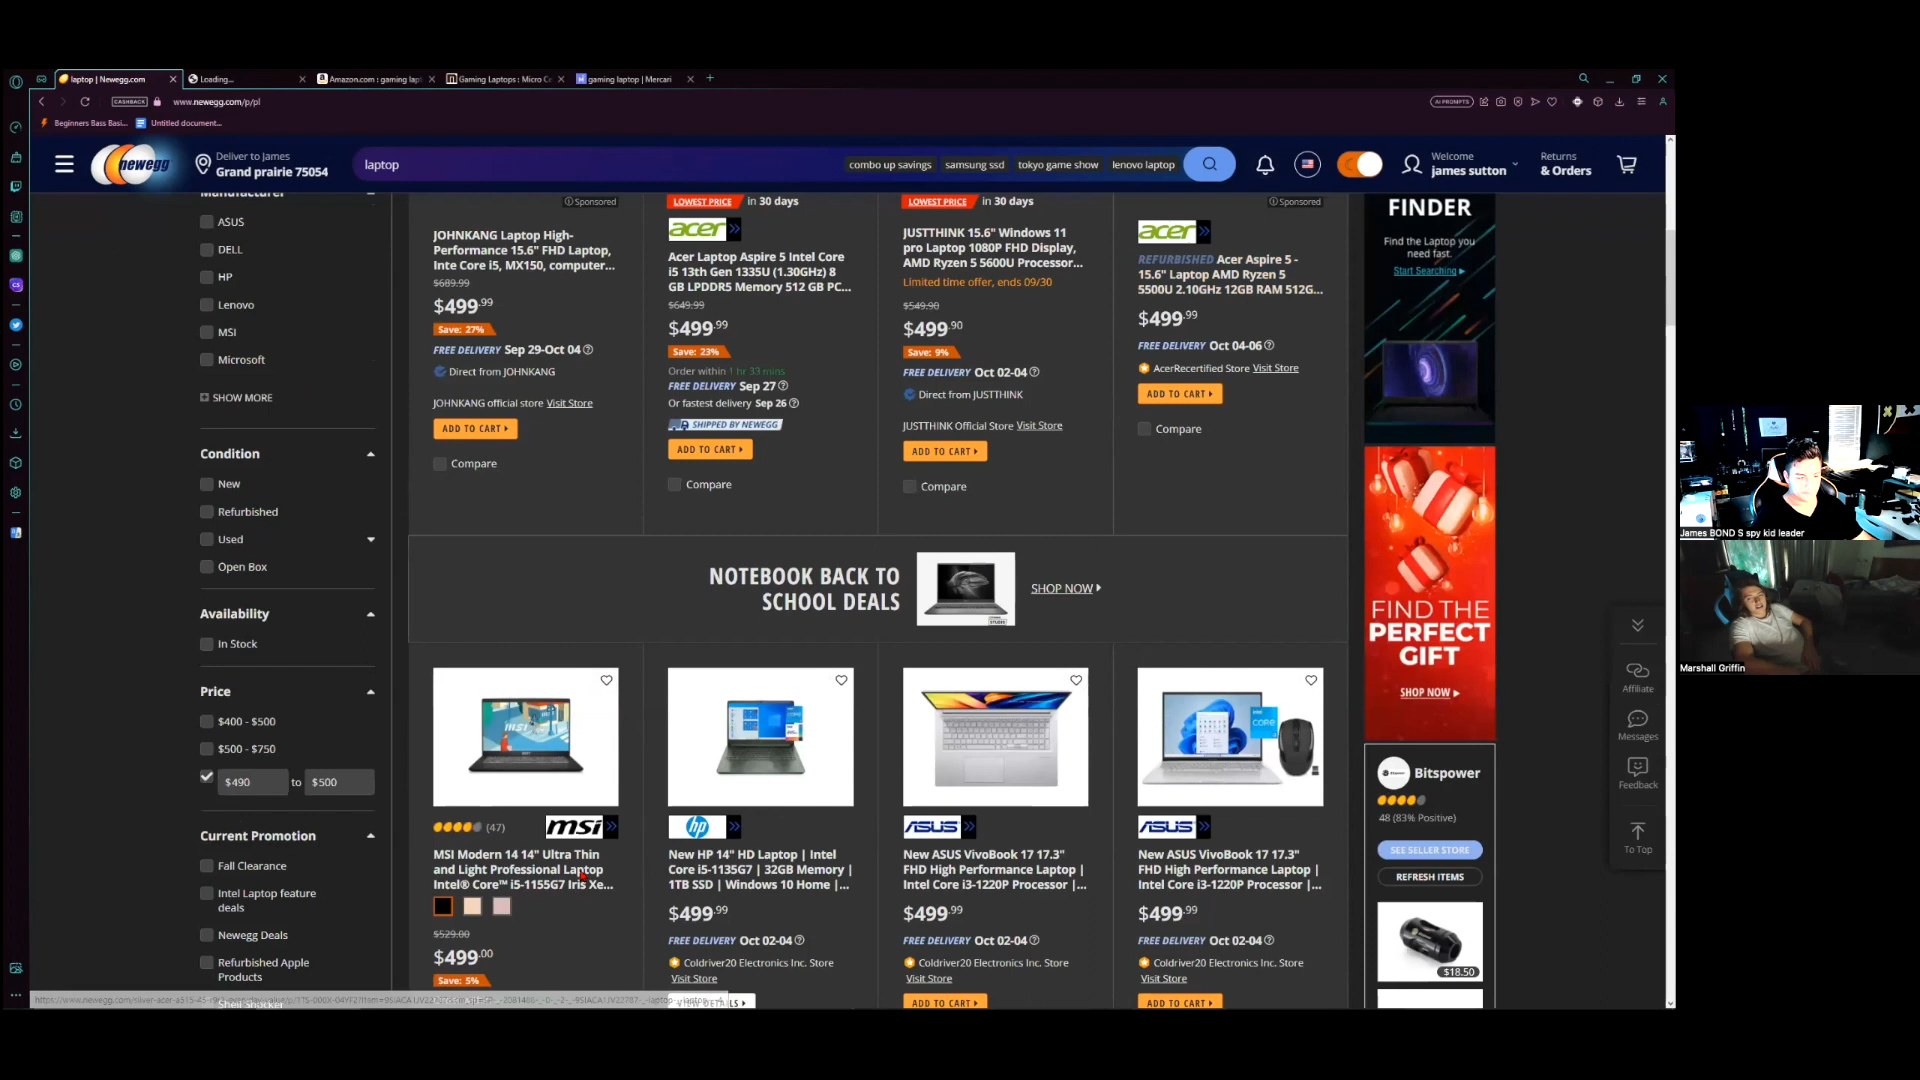 laptop | Newegg.com
Loading...
Amazon.com : gaming lap
Gaming Laptops : Micro Ce
gaming laptop | Mercari
CASHBACK
www.newegg.com/p/pl
AI PROMPTS
Beginners Bass Basi...
Untitled document...
newegg
Deliver to James
Grand prairie 75054
laptop
combo up savings
samsung ssd
tokyo game show
lenovo laptop
Welcome
james sutton
Returns
& Orders
Manufacturer
ASUS
DELL
HP
Lenovo
MSI
Microsoft
SHOW MORE
Condition
New
Refurbished
Used
Open Box
Availability
In Stock
Price
$400 - $500
$500 - $750
$490 to $500
Current Promotion
Fall Clearance
Intel Laptop feature
deals
Newegg Deals
Refurbished Apple
Products
Shell Shocker
Sponsored
JOHNKANG Laptop High-
Performance 15.6" FHD Laptop,
Inte Core i5, MX150, computer...
$689.99
$499.99
Save: 27%
FREE DELIVERY Sep 29-Oct 04
Direct from JOHNKANG
JOHNKANG official store Visit Store
ADD TO CART
Compare
LOWEST PRICE in 30 days
acer
Acer Laptop Aspire 5 Intel Core
i5 13th Gen 1335U (1.30GHz) 8
GB LPDDR5 Memory 512 GB PC...
$649.99
$499.99
Save: 23%
Order within 1 hr 33 mins
FREE DELIVERY Sep 27
Or fastest delivery Sep 26
SHIPPED BY NEWEGG
ADD TO CART
Compare
LOWEST PRICE in 30 days
JUSTTHINK 15.6" Windows 11
pro Laptop 1080P FHD Display,
AMD Ryzen 5 5600U Processor...
Limited time offer, ends 09/30
$549.90
$499.90
Save: 9%
FREE DELIVERY Oct 02-04
Direct from JUSTTHINK
JUSTTHINK Official Store Visit Store
ADD TO CART
Compare
Sponsored
acer
REFURBISHED Acer Aspire 5 -
15.6" Laptop AMD Ryzen 5
5500U 2.10GHz 12GB RAM 512G...
$499.99
FREE DELIVERY Oct 04-06
AcerRecertified Store Visit Store
ADD TO CART
Compare
NOTEBOOK BACK TO
SCHOOL DEALS
SHOP NOW
(47)
msi
MSI Modern 14 14" Ultra Thin
and Light Professional Laptop
Intel® Core™ i5-1155G7 Iris Xe...
$529.00
$499.00
Save: 5%
hp
New HP 14" HD Laptop | Intel
Core i5-1135G7 | 32GB Memory |
1TB SSD | Windows 10 Home |...
$499.99
FREE DELIVERY Oct 02-04
Coldriver20 Electronics Inc. Store
Visit Store
ASUS
New ASUS VivoBook 17 17.3"
FHD High Performance Laptop |
Intel Core i3-1220P Processor |...
$499.99
FREE DELIVERY Oct 02-04
Coldriver20 Electronics Inc. Store
Visit Store
ADD TO CART
ASUS
New ASUS VivoBook 17 17.3"
FHD High Performance Laptop |
Intel Core i3-1220P Processor |...
$499.99
FREE DELIVERY Oct 02-04
Coldriver20 Electronics Inc. Store
Visit Store
ADD TO CART
FINDER
Find the Laptop you
need fast.
Start Searching
FIND THE
PERFECT
GIFT
SHOP NOW
Bitspower
48 (83% Positive)
SEE SELLER STORE
REFRESH ITEMS
$18.50
Affiliate
Messages
Feedback
To Top
James BOND S spy kid leader
Marshall Griffin